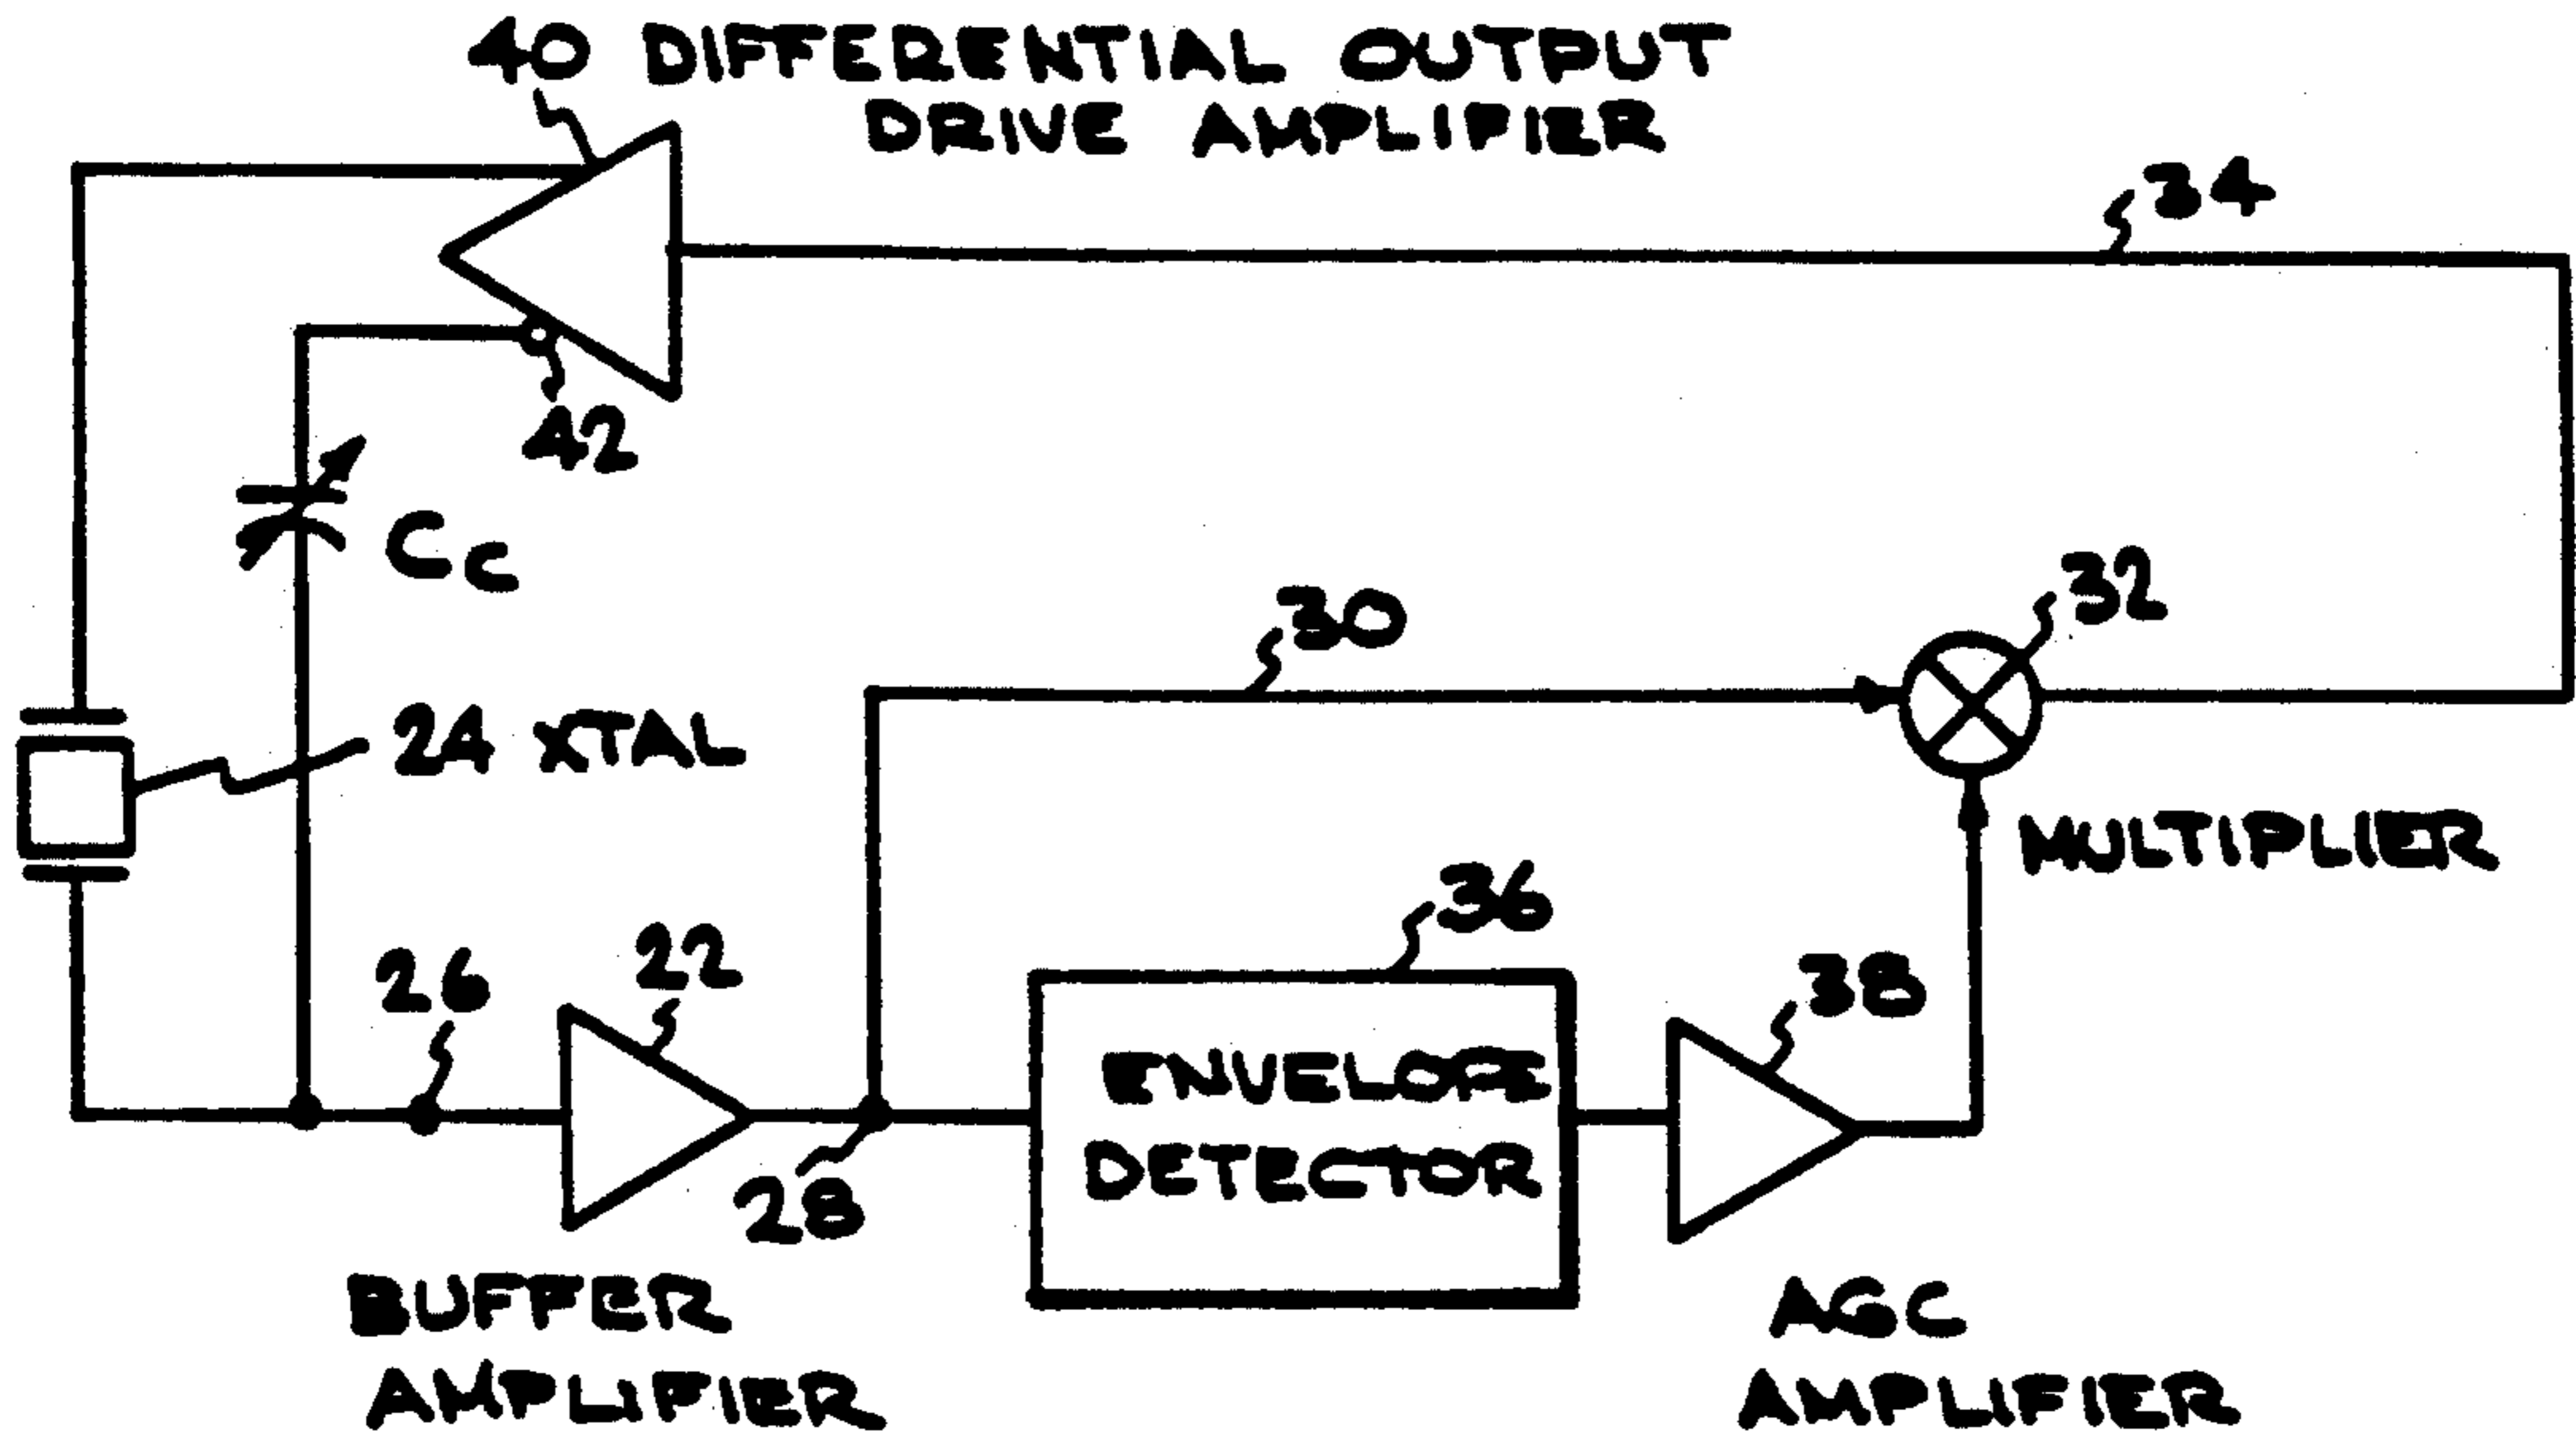 40 DIFFERENTIAL OUTPUT
DRIVE AMPLIFIER
34
42
Cc
32
30
24 XTAL
MULTIPLIER
36
22
26
38
ENVELOPE
DETECTOR
28
BUFFER
AMPLIFIER
AGC
AMPLIFIER